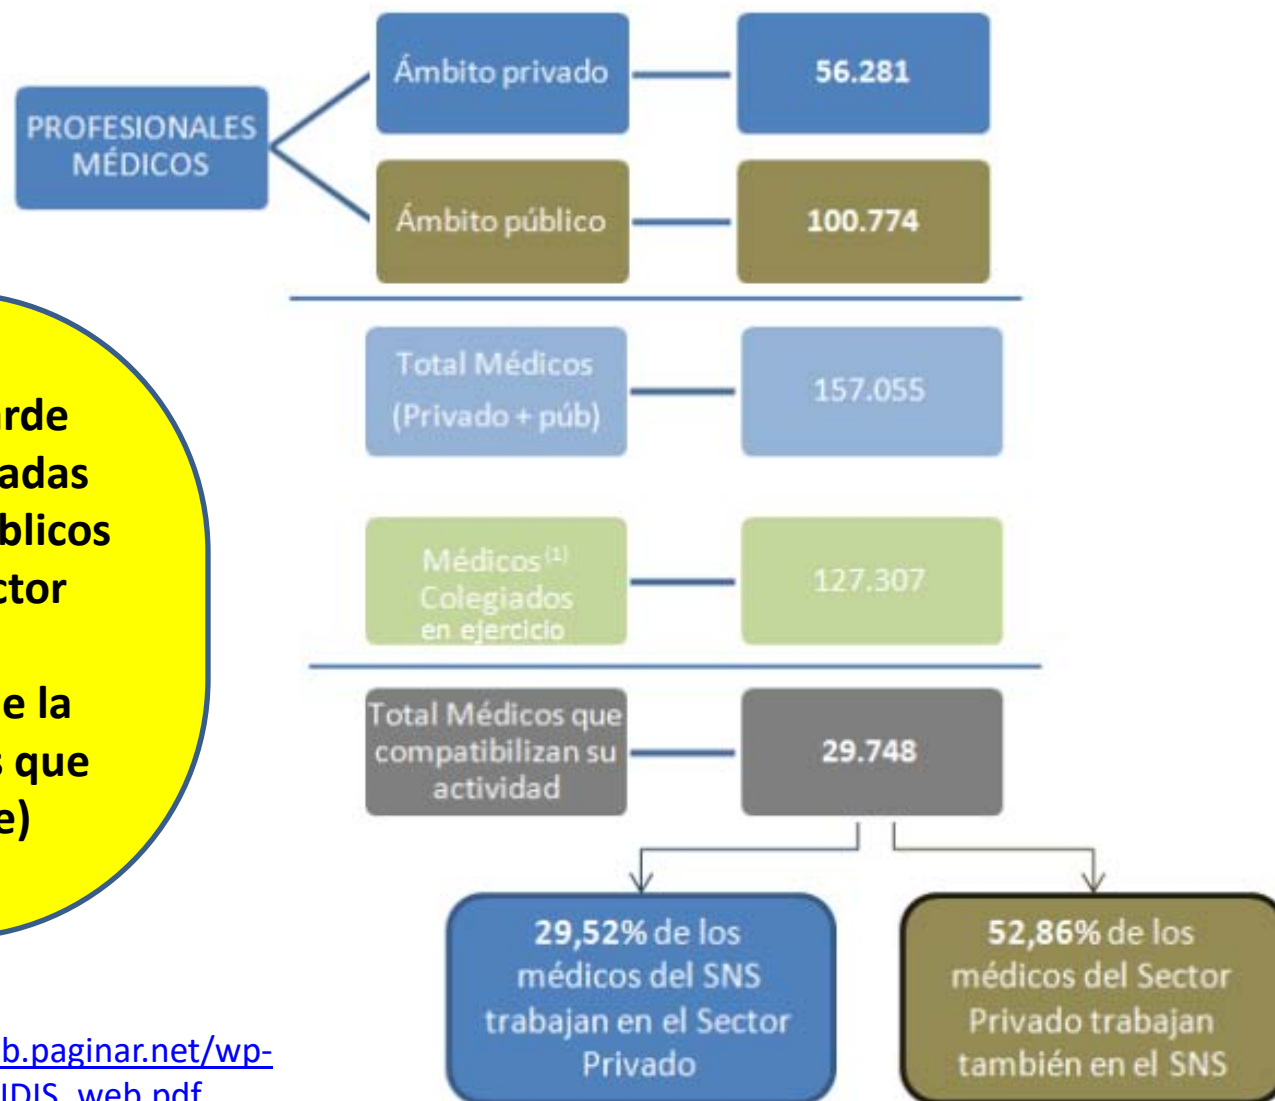 PROFESIONALES
MÉDICOS
Ámbito privado
56.281
Ámbito público
100.774
Total Médicos
(Privado + púb)
157.055
Médicos (1)
Colegiados
en ejercicio
127.307
Total Médicos que
compatibilizan su
actividad
29.748
29,52% de los
médicos del SNS
trabajan en el Sector
Privado
52,86% de los
médicos del Sector
Privado trabajan
también en el SNS
arde
adas
blicos
ctor
e la
s que
e)
b.paginar.net/wp-
IDIS_web.pdf